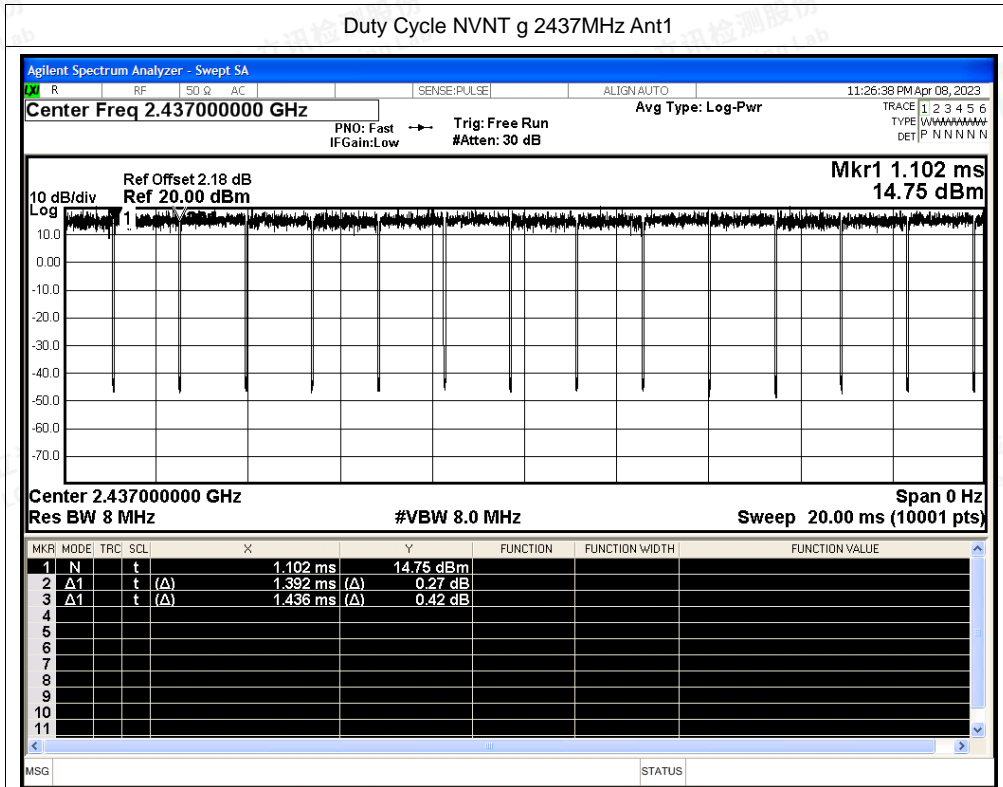 Duty Cycle NVNT g 2437MHz Ant1
Agilent Spectrum Analyzer - Swept SA
LXI R RF 50 Ω AC SENSE:PULSE ALIGN AUTO 11:26:38 PM Apr 08, 2023
Center Freq 2.437000000 GHz Avg Type: Log-Pwr TRACE 1 2 3 4 5 6
PNO: Fast Trig: Free Run TYPE WWWWWW
IFGain:Low #Atten: 30 dB DET P N N N N N
Mkr1 1.102 ms
Ref Offset 2.18 dB
10 dB/div Ref 20.00 dBm 14.75 dBm
Log
1
10.0
0.00
-10.0
-20.0
-30.0
-40.0
-50.0
-60.0
-70.0
Center 2.437000000 GHz Span 0 Hz
Res BW 8 MHz #VBW 8.0 MHz Sweep 20.00 ms (10001 pts)
MKR MODE TRC SCL X Y FUNCTION FUNCTION WIDTH FUNCTION VALUE
1 N t 1.102 ms 14.75 dBm
2 Δ1 t (Δ) 1.392 ms (Δ) 0.27 dB
3 Δ1 t (Δ) 1.436 ms (Δ) 0.42 dB
4
5
6
7
8
9
10
11
MSG STATUS